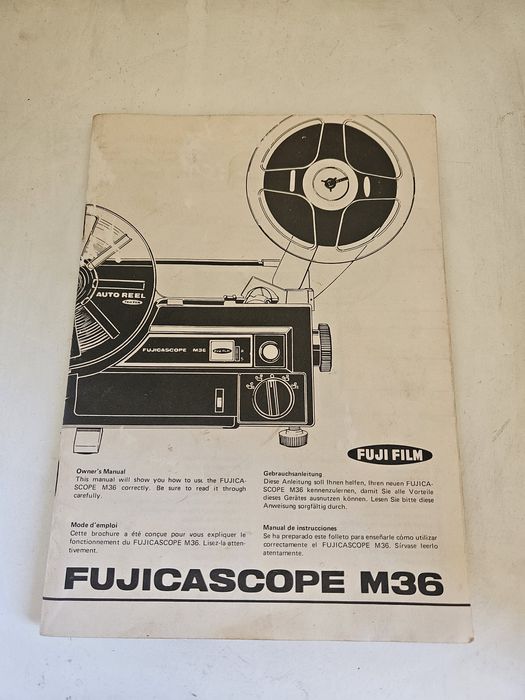 AUTO REEL
FUJICASCOPE M36
FUJI FILM
Owner's Manual
This manual will show you how to use the FUJICA-
SCOPE M36 correctly. Be sure to read it through
carefully.
Gebrauchsanleitung
Diese Anleitung soll Ihnen helfen, Ihren neuen FUJICA-
SCOPE M36 kennenzulernen, damit Sie alle Vorteile
dieses Gerätes ausnutzen können. Lesen Sie bitte diese
Anweisung sorgfältig durch.
Mode d'emploi
Cette brochure a été conçue pour vous expliquer le
fonctionnement du FUJICASCOPE M36. Lisez-la atten-
tivement.
Manual de instrucciones
Se ha preparado este folleto para enseñarle cómo utilizar
correctamente el FUJICASCOPE M36. Sírvase leerlo
atentamente.
FUJICASCOPE M36